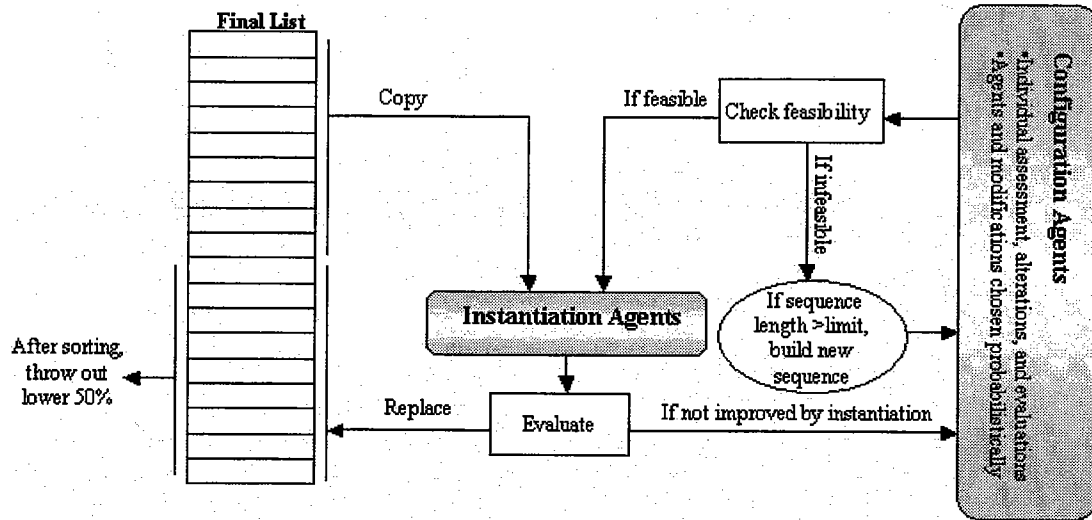 Final List
Copy
If feasible
Check feasibility
If infeasible
Configuration Agents
*Individual assessment, alterations, and evaluations
*Agents and modifications chosen probabilistically
Instantiation Agents
If sequence
length >limit,
build new
sequence
After sorting,
throw out
lower 50%
Replace
Evaluate
If not improved by instantiation